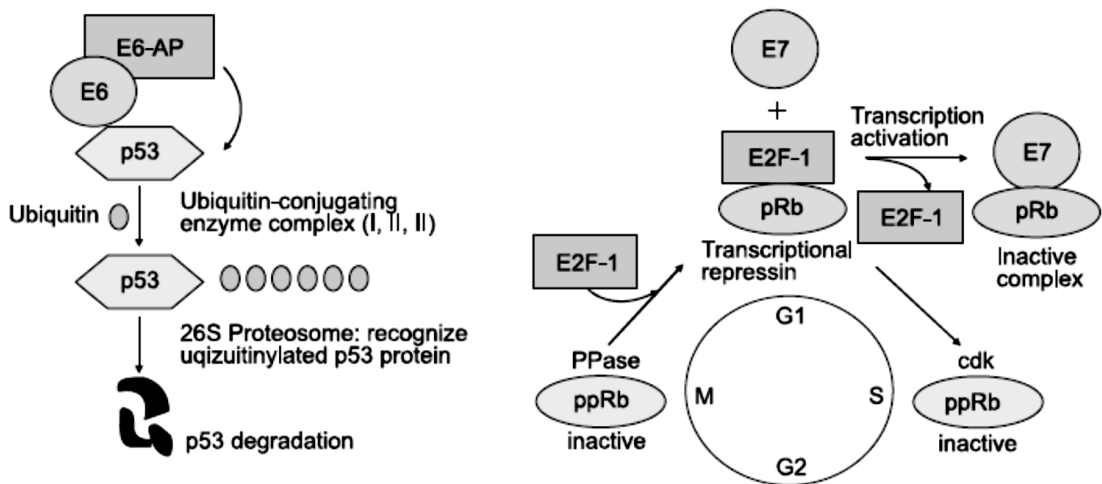 E6-AP
E6
p53
Ubiquitin
Ubiquitin-conjugating
enzyme complex (I, II, II)
p53
26S Proteosome: recognize
uqizuitinylated p53 protein
p53 degradation
E7
+
E2F-1
pRb
Transcription
activation
E2F-1
E7
pRb
Inactive
complex
Transcriptional
repressin
E2F-1
PPase
ppRb
inactive
G1
M
S
G2
cdk
ppRb
inactive